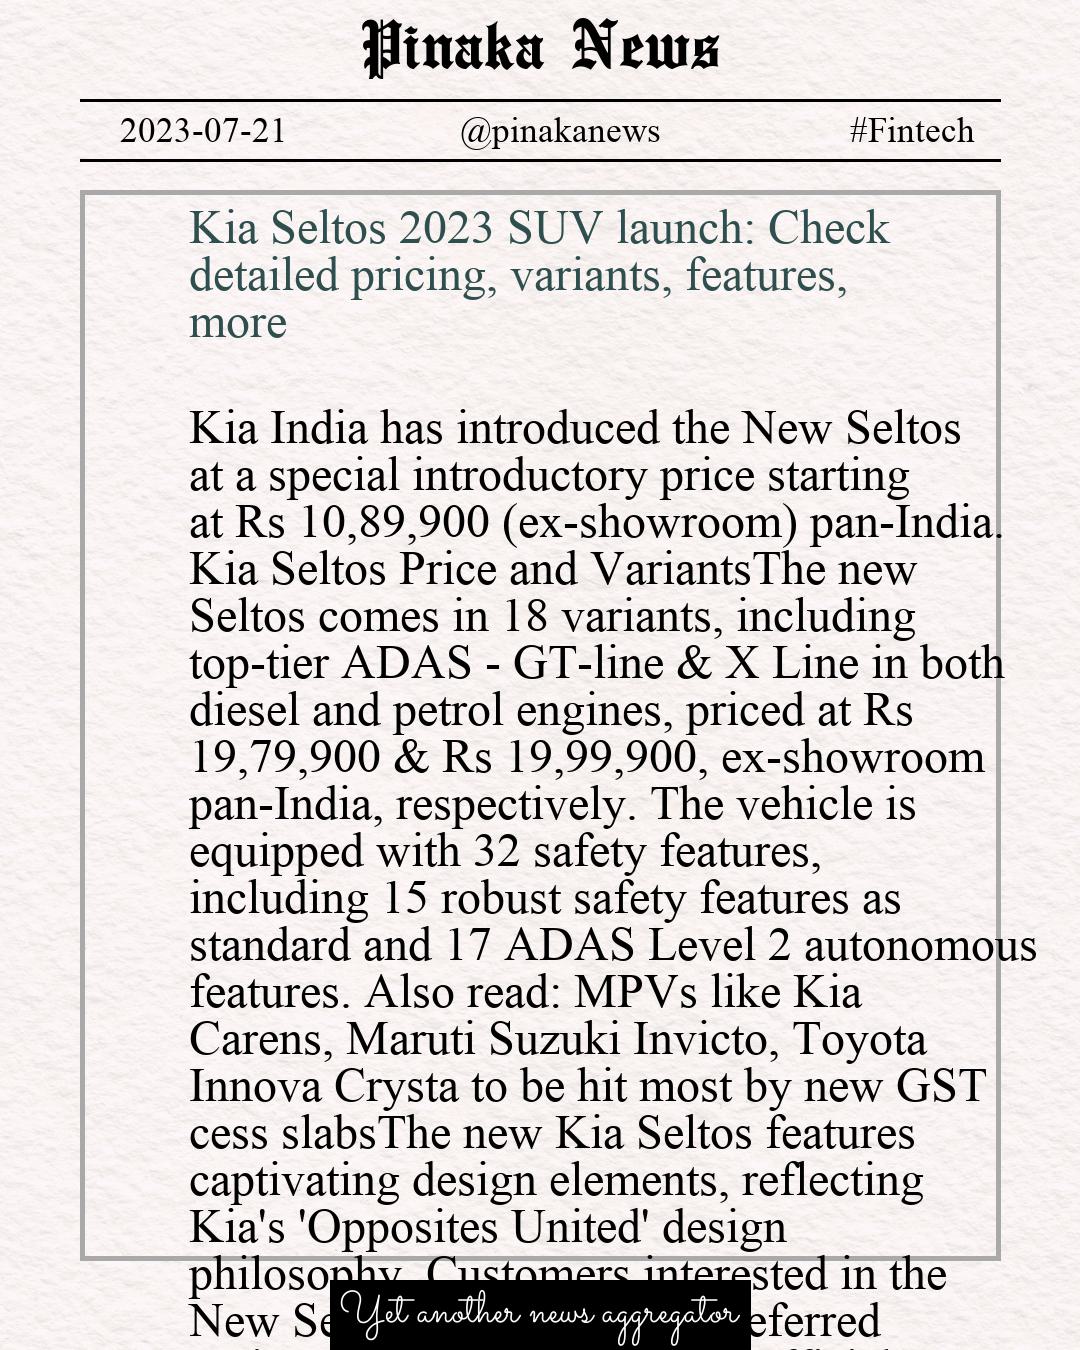 Pinaka News
2023-07-21 @pinakanews #Fintech
Kia Seltos 2023 SUV launch: Check
detailed pricing, variants, features,
more
Kia India has introduced the New Seltos
at a special introductory price starting
at Rs 10,89,900 (ex-showroom) pan-India.
Kia Seltos Price and VariantsThe new
Seltos comes in 18 variants, including
top-tier ADAS - GT-line & X Line in both
diesel and petrol engines, priced at Rs
19,79,900 & Rs 19,99,900, ex-showroom
pan-India, respectively. The vehicle is
equipped with 32 safety features,
including 15 robust safety features as
standard and 17 ADAS Level 2 autonomous
features. Also read: MPVs like Kia
Carens, Maruti Suzuki Invicto, Toyota
Innova Crysta to be hit most by new GST
cess slabsThe new Kia Seltos features
captivating design elements, reflecting
Kia's 'Opposites United' design
philosophy. Customers interested in the
New
Yet another news aggregator